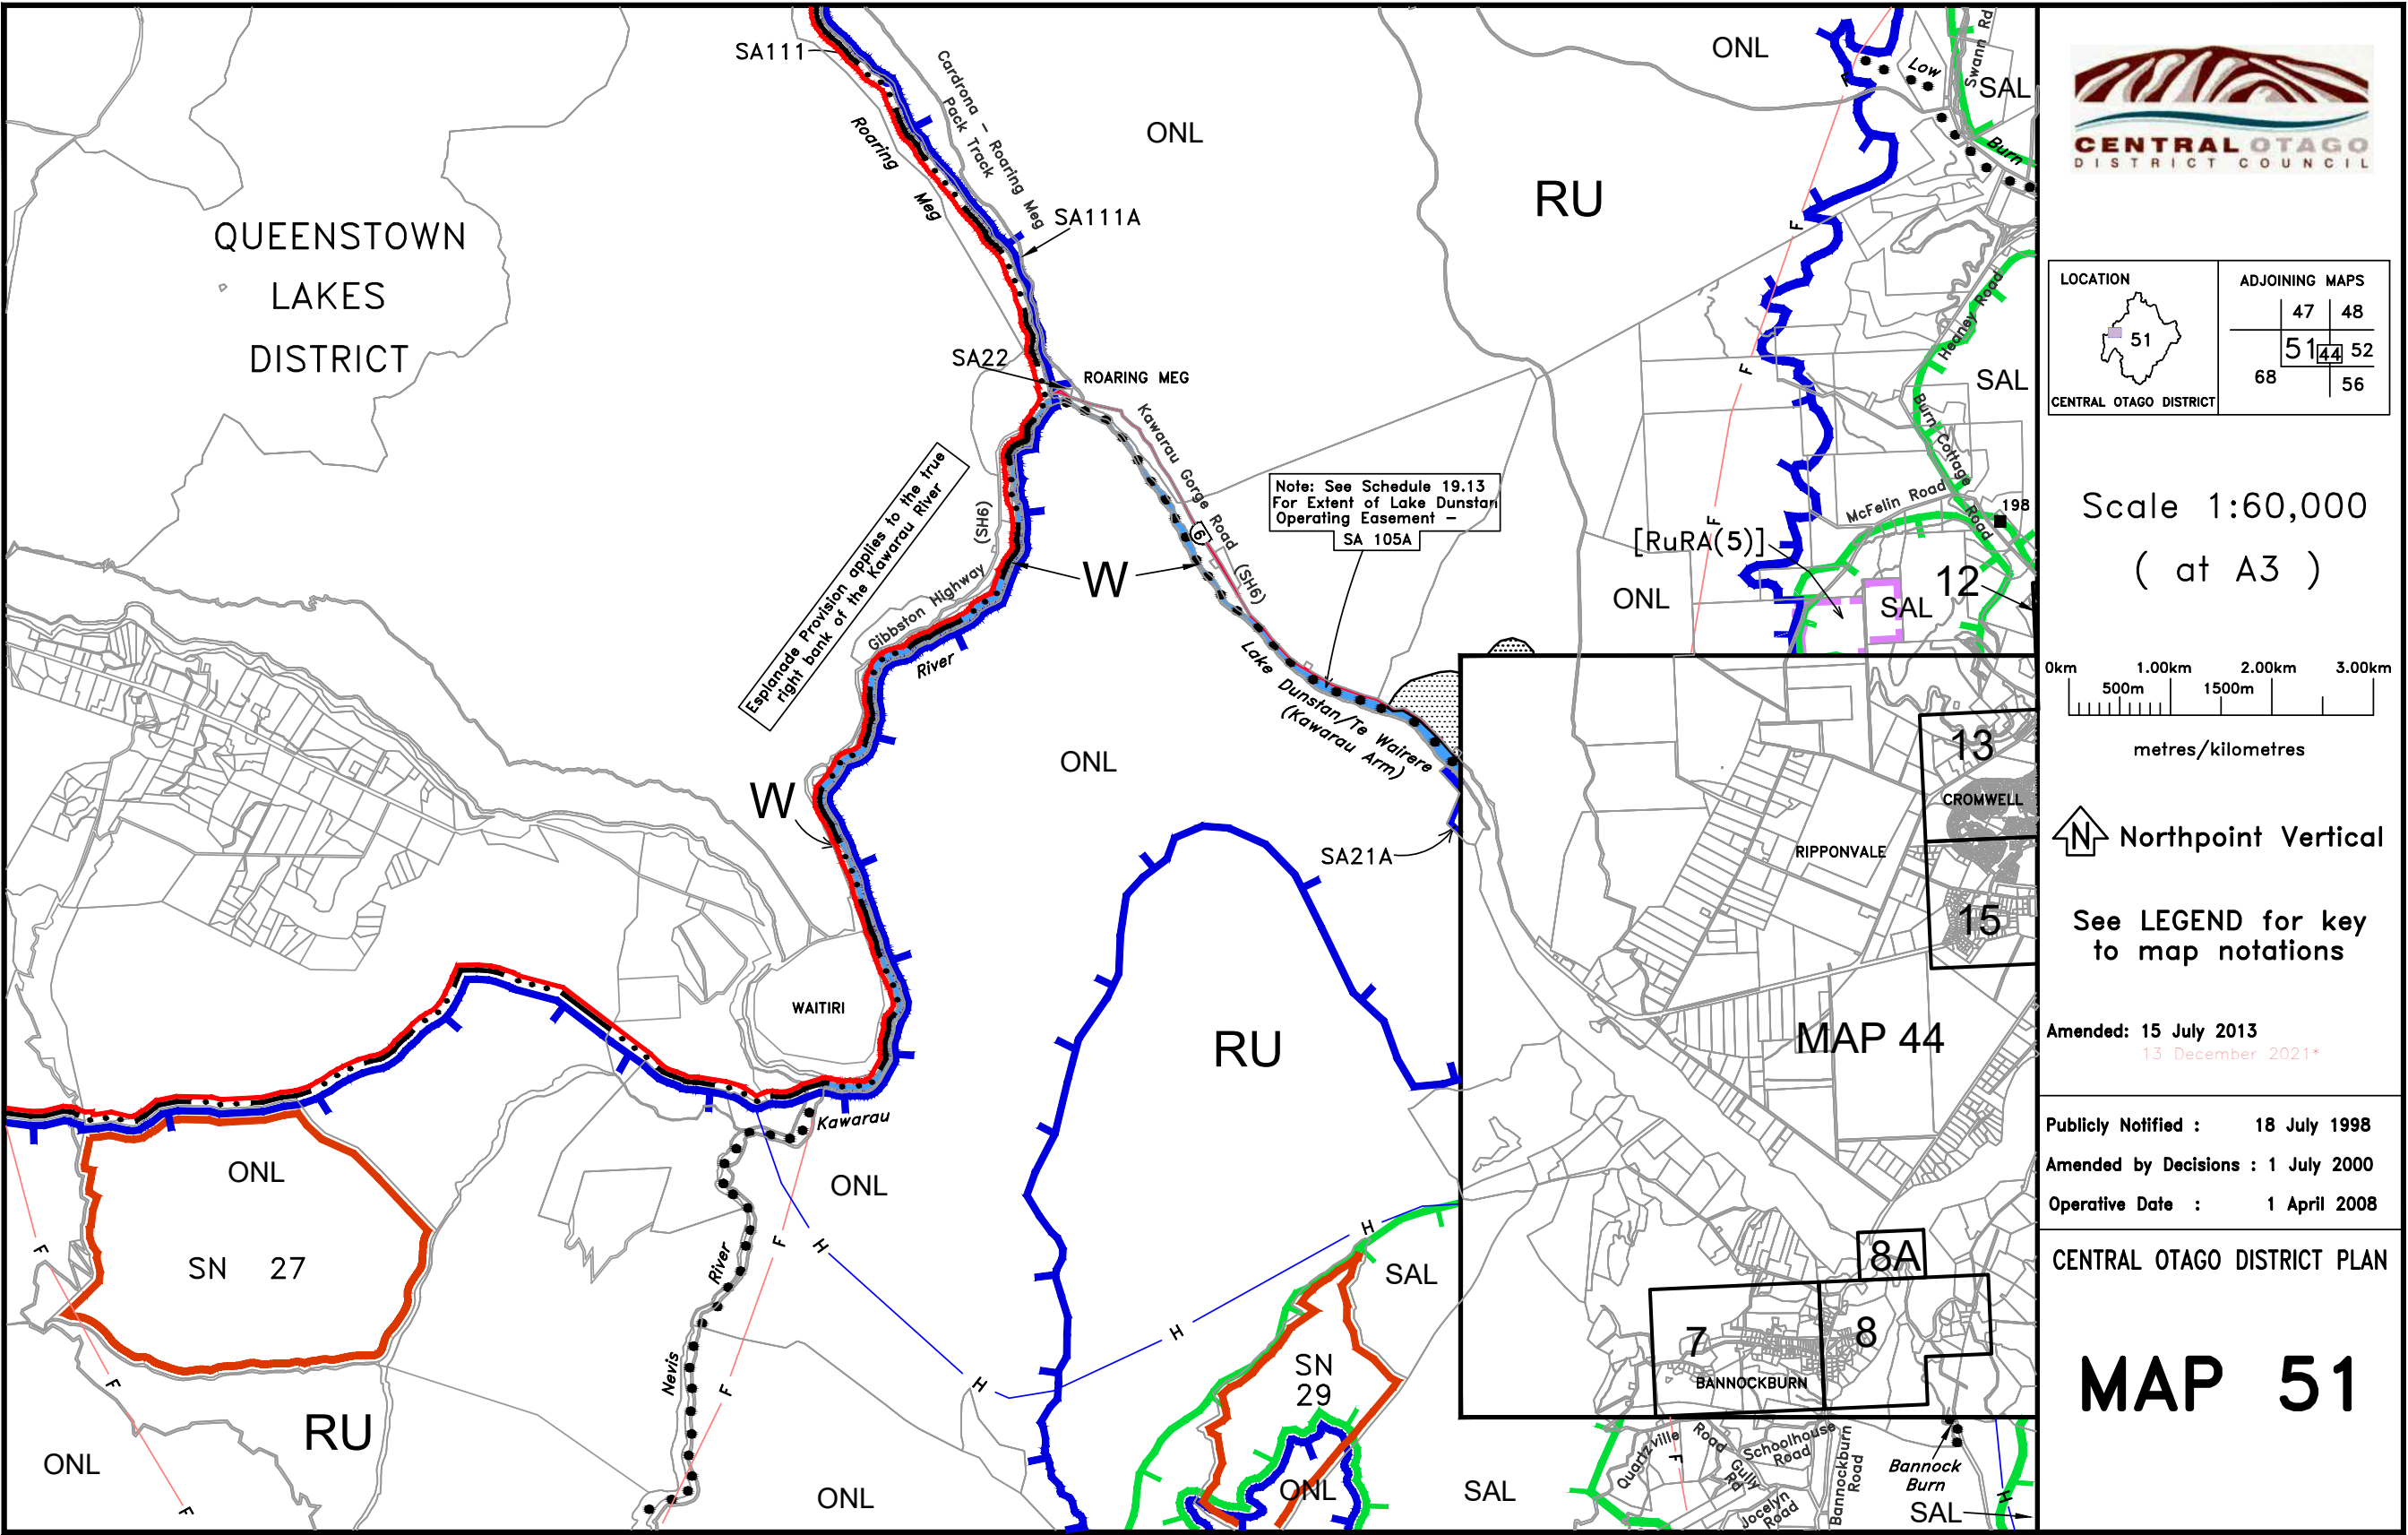 SA111
Cardrona - Roaring Meg
Pack Track
Roaring
Meg
SA111A
ONL
ONL
RU
Low
Burn
Swann Rd
SAL
QUEENSTOWN
LAKES
DISTRICT
SA22
ROARING MEG
Kawarau Gorge Road
(SH6)
6
Esplanade Provision applies to the true
right bank of the Kawarau River
(SH6)
Gibbston Highway
River
W
W
Note: See Schedule 19.13
For Extent of Lake Dunstan
Operating Easement -
SA 105A
Lake Dunstan/Te Wairere
(Kawarau Arm)
SA21A
Heaney Road
SAL
Burn Cottage
Road
McFelin Road
198
[RuRA(5)]
SAL
12
ONL
F
F
F
F
ONL
RU
WAITIRI
Kawarau
ONL
SN 27
ONL
River
Nevis
F
F
H
H
H
H
F
F
F
RU
ONL
ONL
SAL
SN
29
ONL
SAL
13
CROMWELL
RIPPONVALE
15
MAP 44
8A
7
8
BANNOCKBURN
Quartzville
Road
F
Gully
Rd
Schoolhouse
Road
Jocelyn
Road
Bannockburn
Road
Bannock
Burn
SAL
H
CENTRAL OTAGO
DISTRICT COUNCIL
LOCATION
51
CENTRAL OTAGO DISTRICT
ADJOINING MAPS
47 48
51 44 52
68 56
Scale 1:60,000
( at A3 )
0km 1.00km 2.00km 3.00km
500m 1500m
metres/kilometres
N Northpoint Vertical
See LEGEND for key
to map notations
Amended: 15 July 2013
13 December 2021*
Publicly Notified : 18 July 1998
Amended by Decisions : 1 July 2000
Operative Date : 1 April 2008
CENTRAL OTAGO DISTRICT PLAN
MAP 51